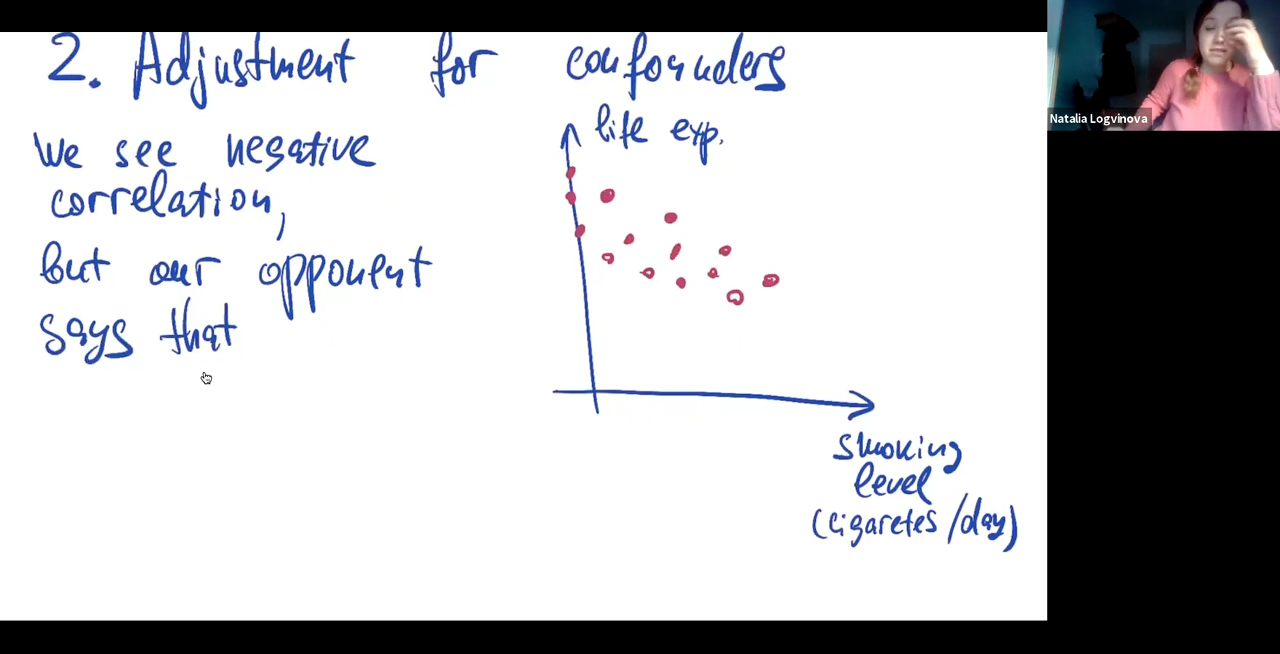 2. Adjustment for confounders
We see negative
correlation,
but our opponent
says that
life exp.
smoking
level
(cigaretes/day)
Natalia Logvinova